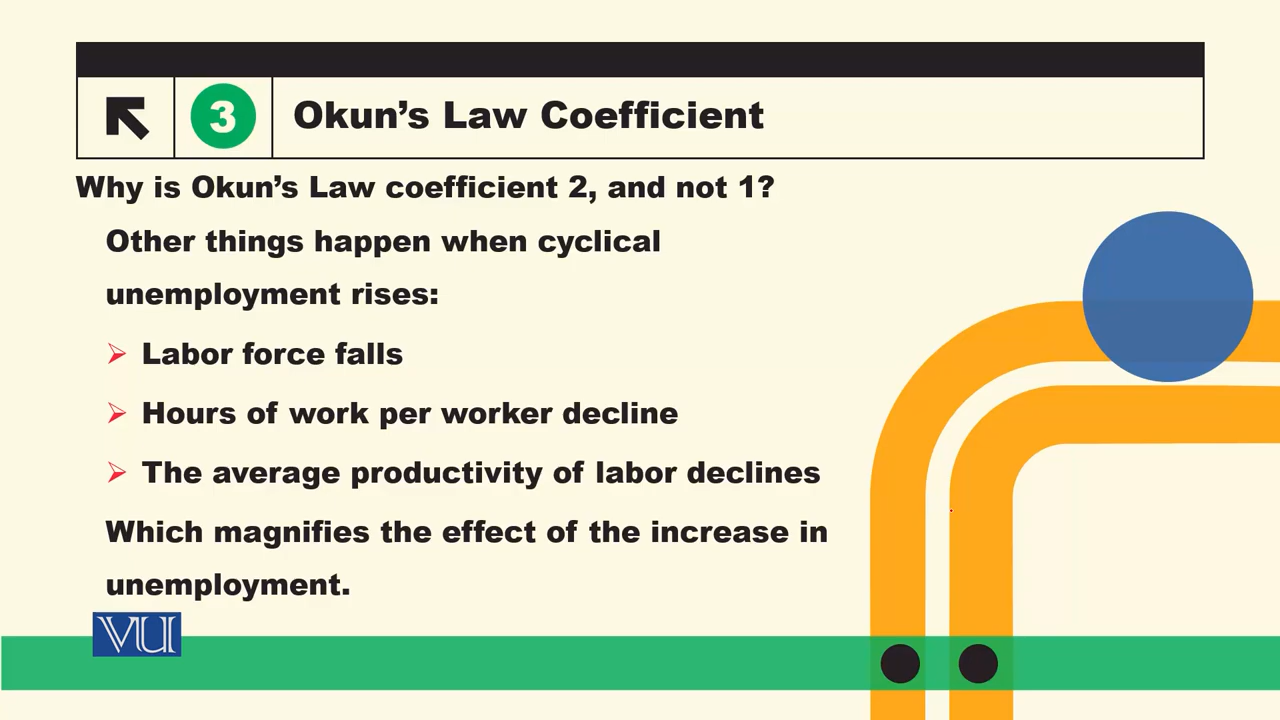 3
Okun’s Law Coefficient
Why is Okun’s Law coefficient 2, and not 1?
Other things happen when cyclical
unemployment rises:
Labor force falls
Hours of work per worker decline
The average productivity of labor declines
Which magnifies the effect of the increase in
unemployment.
VU